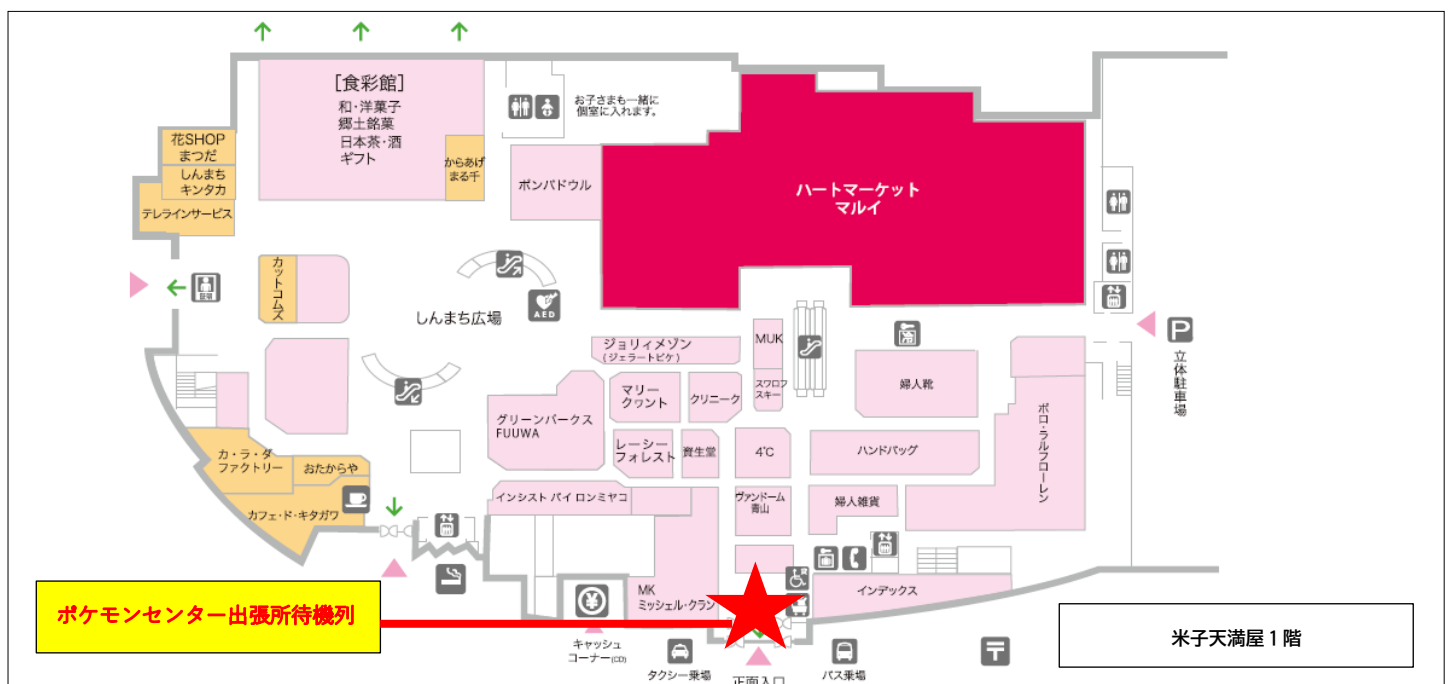 [食彩館]
和・洋菓子
郷土銘菓
日本茶・酒
ギフト
お子さまも一緒に
個室に入れます。
花SHOP
まつだ
しんまち
キンタカ
テレラインサービス
からあげ
まる千
ポンパドウル
ハートマーケット
マルイ
カットコムズ
証明
AED
しんまち広場
ジョリィメゾン
(ジェラートピケ)
MUK
スワロフ
スキー
マリー
クヮント
クリニーク
婦人靴
P
立体駐車場
グリーンパークス
FUUWA
レーシー
フォレスト
資生堂
4℃
ハンドバッグ
ポロ・ラルフローレン
カ・ラ・ダ
ファクトリー
おたからや
カフェ・ド・キタガワ
インシスト バイ ロンミヤコ
ヴァンドーム
青山
婦人雑貨
MK
ミッシェル・クラン
インデックス
ポケモンセンター出張所待機列
¥
キャッシュ
コーナー(CD)
タクシー乗場
正面入口
バス乗場
〒
米子天満屋1階